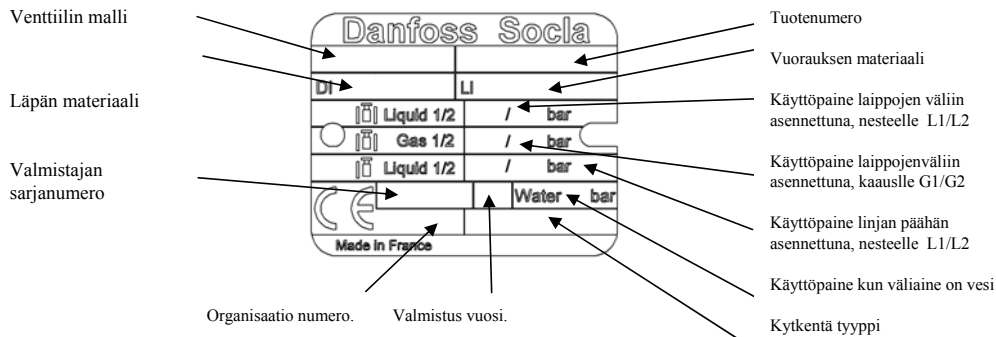 Venttiilin malli
Läpän materiaali
Valmistajan
sarjanumero
Danfoss Socla
DI LI
Liquid 1/2 / bar
Gas 1/2 / bar
Liquid 1/2 / bar
CE Water bar
Made in France
Organisaatio numero. Valmistus vuosi.
Tuotenumero
Vuorauksen materiaali
Käyttöpaine laippojen väliin
asennettuna, nesteelle L1/L2
Käyttöpaine laippojenväliin
asennettuna, kaauslle G1/G2
Käyttöpaine linjan päähän
asennettuna, nesteelle L1/L2
Käyttöpaine kun väliaine on vesi
Kytkentä tyyppi